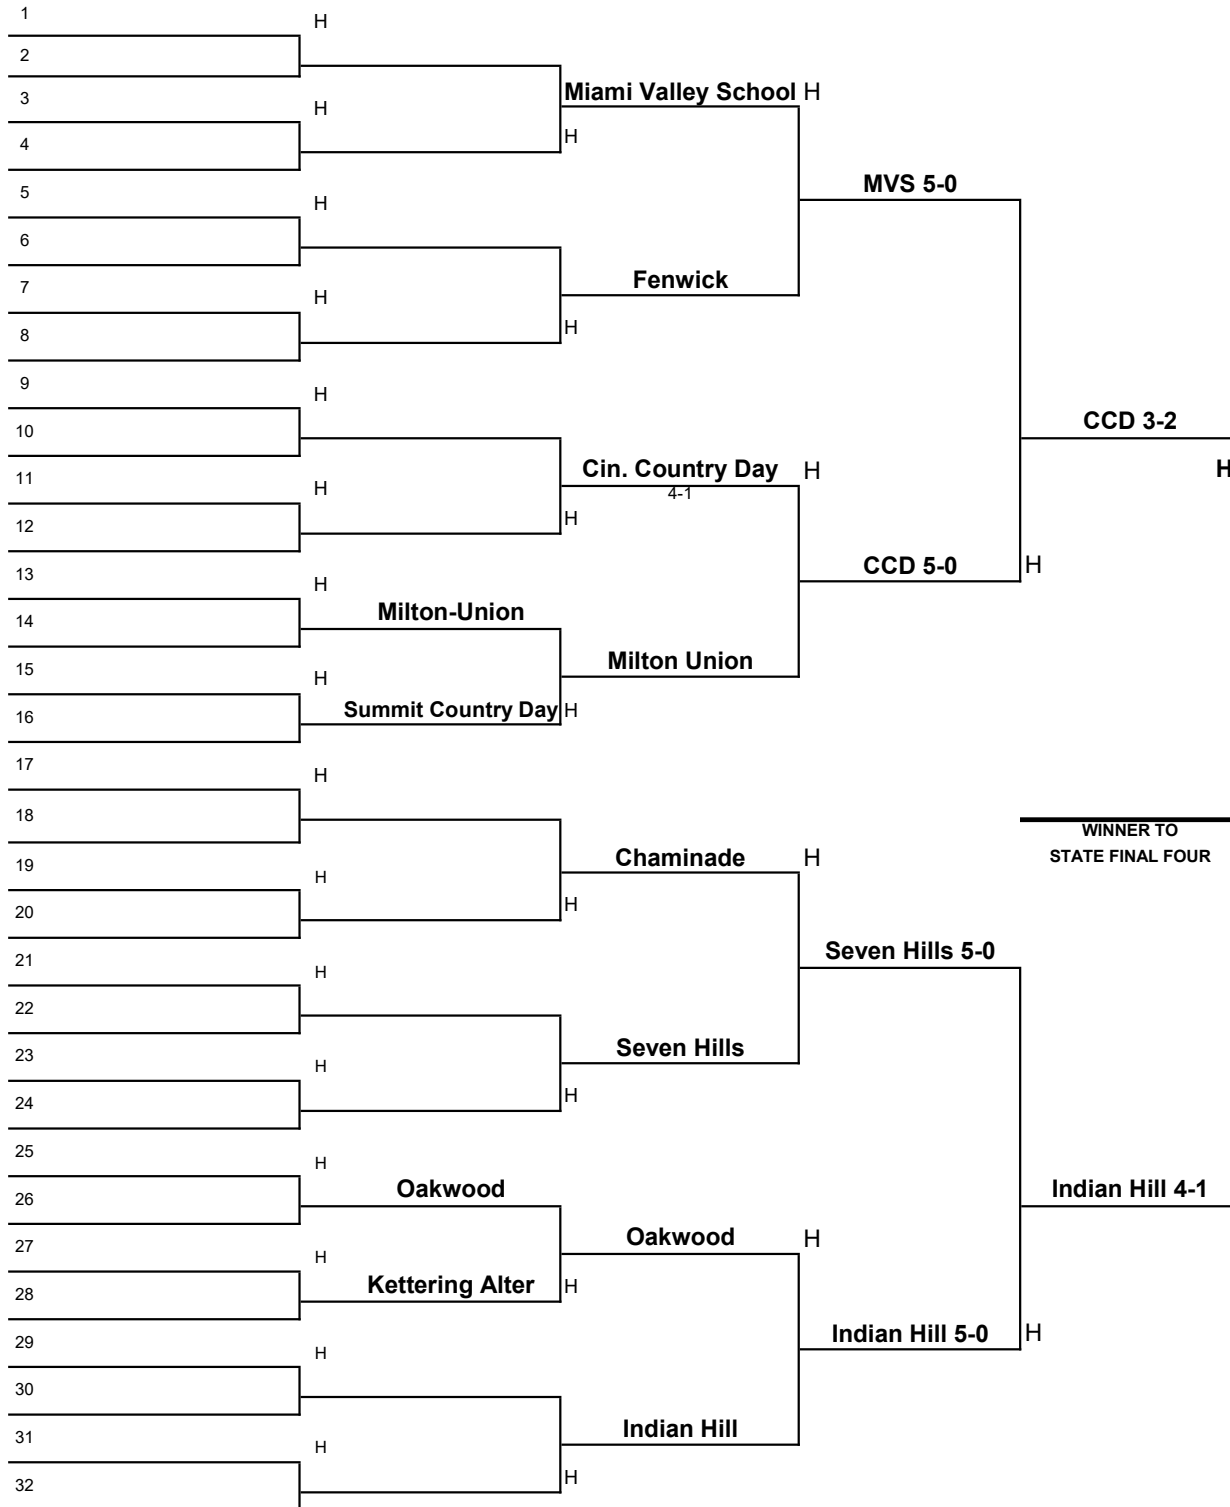 1
H
2
3
H
Miami Valley School H
4
H
5
H
MVS 5-0
6
7
H
Fenwick
8
H
9
H
10
CCD 3-2
11
H
Cin. Country Day
H
H
4-1
12
H
13
H
CCD 5-0
H
14
Milton-Union
15
H
Milton Union
16
Summit Country Day
H
17
H
18
WINNER TO
STATE FINAL FOUR
19
H
Chaminade
H
20
H
21
H
Seven Hills 5-0
22
23
H
Seven Hills
24
H
25
H
26
Oakwood
Indian Hill 4-1
27
H
Oakwood
H
28
Kettering Alter
H
29
H
Indian Hill 5-0
H
30
31
H
Indian Hill
32
H